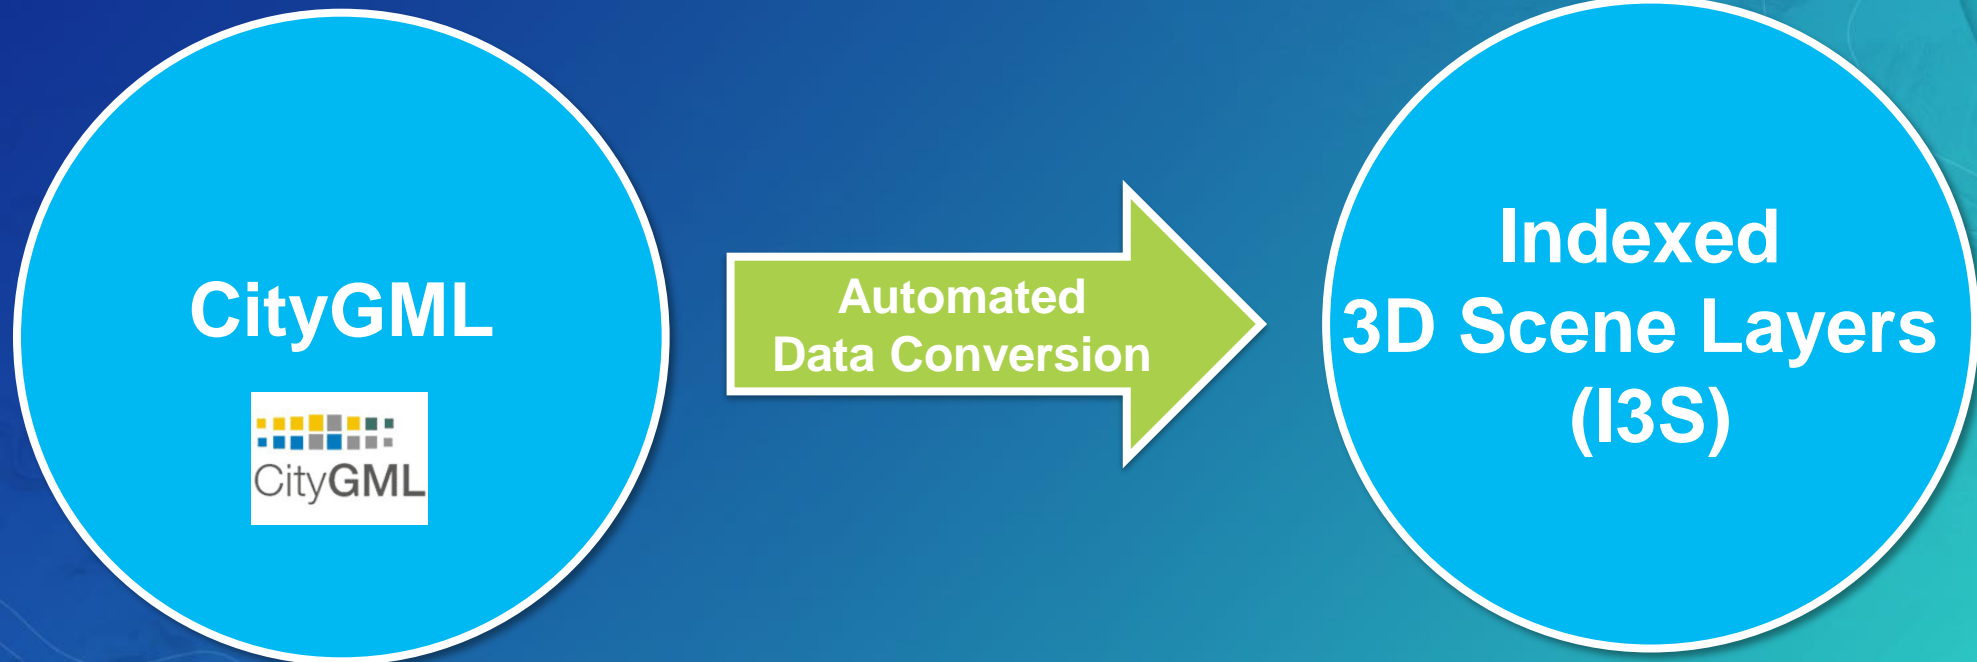 CityGML
CityGML
Automated
Data Conversion
Indexed
3D Scene Layers
(I3S)